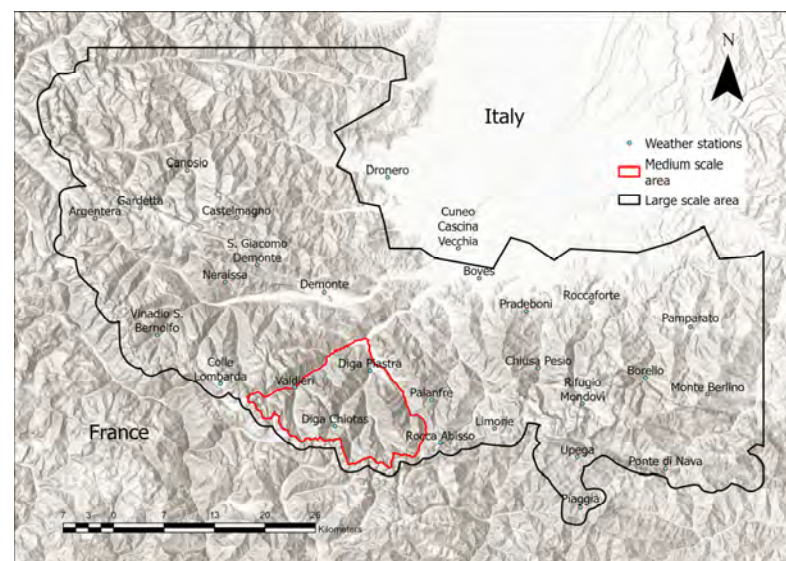 N
Italy
Weather stations
Medium scale
area
Large scale area
Canosio
Dronero
Gardetta
Argentera
Castelmagno
Cuneo
Cascina
Vecchia
S. Giacomo
Demonte
Neraissa
Boves
Demonte
Pradeboni
Roccaforte
Vinadio S.
Bernolfo
Pamparato
Diga Piastra
Colle
Lombarda
Valdieri
Chiusa Pesio
Borello
Palanfrè
Rifugio
Mondovì
Monte Berlino
Diga Chiotas
France
Rocca Abisso
Limone
Upega
Ponte di Nava
Piaggia
7 3 0 7 13 20 26
Kilometers